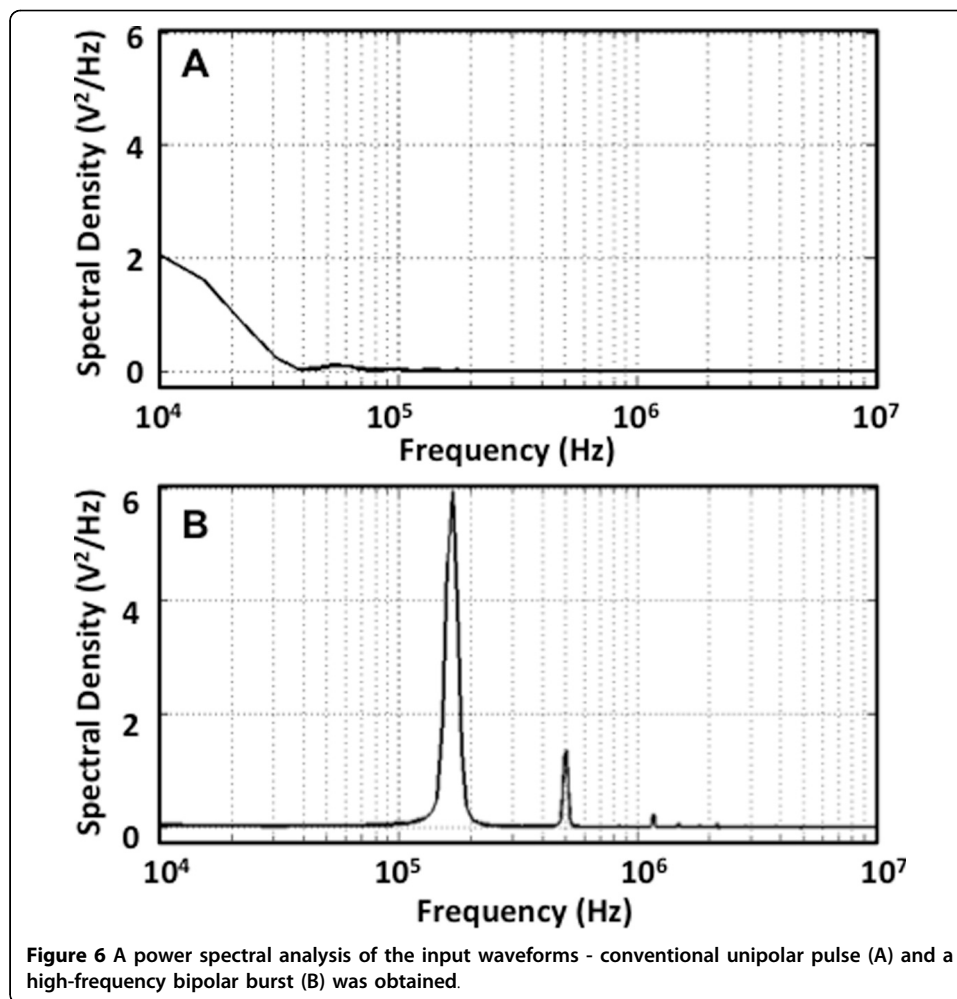 A
Spectral Density (V²/Hz)
6
4
2
0
10⁴
10⁵
10⁶
10⁷
Frequency (Hz)
B
Spectral Density (V²/Hz)
6
4
2
0
10⁴
10⁵
10⁶
10⁷
Frequency (Hz)
Figure 6 A power spectral analysis of the input waveforms - conventional unipolar pulse (A) and a
high-frequency bipolar burst (B) was obtained.